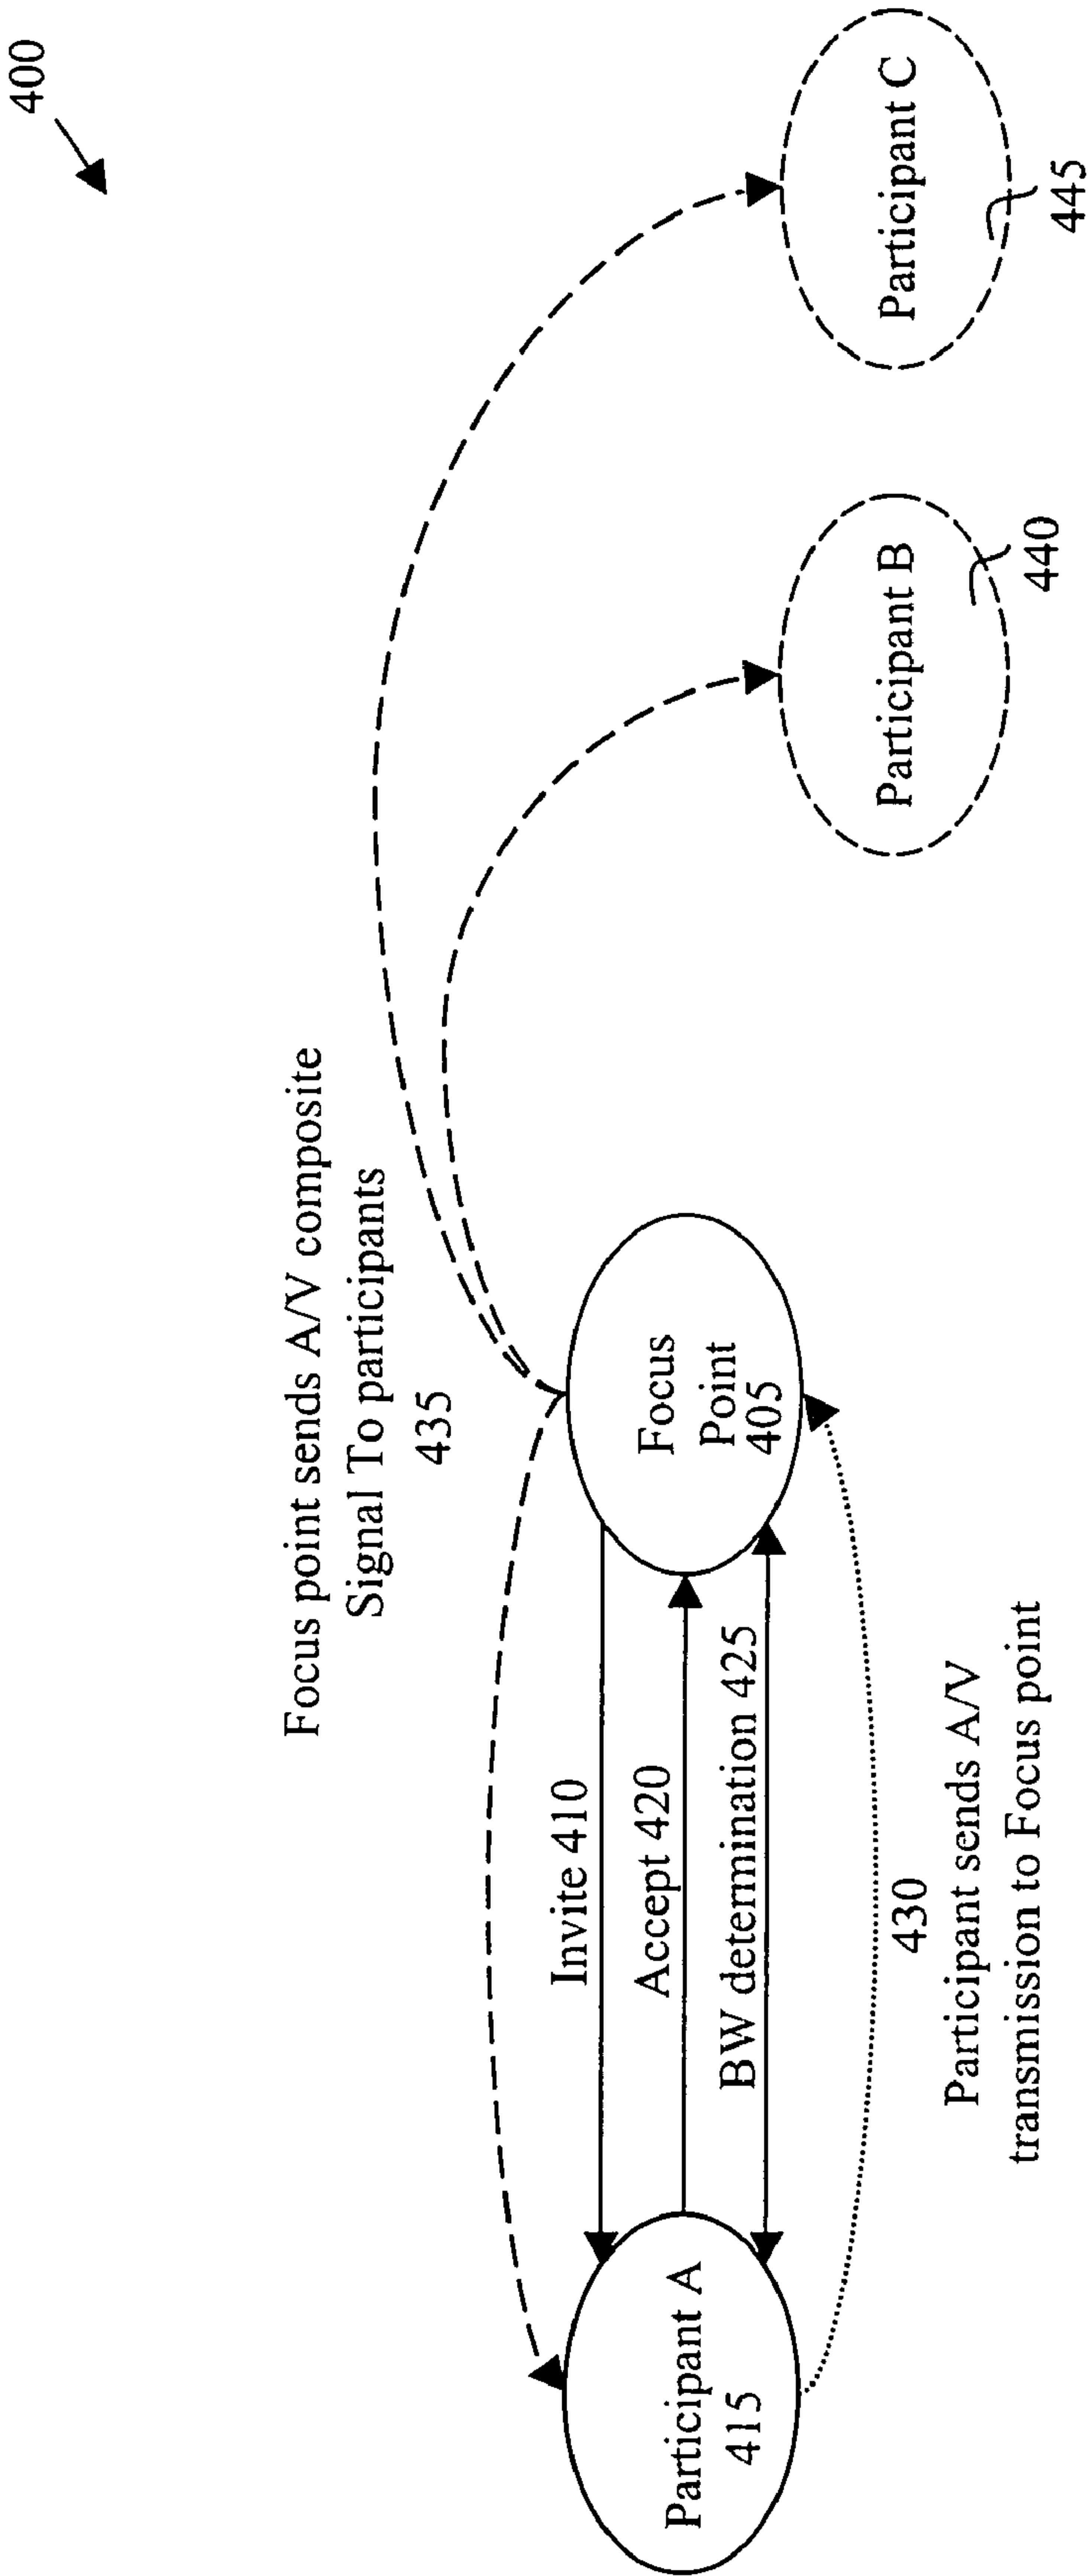 400
Focus point sends A/V composite
Signal To participants
435
Invite 410
Accept 420
BW determination 425
Participant A
415
Focus
Point
405
Participant B
440
Participant C
445
430
Participant sends A/V
transmission to Focus point